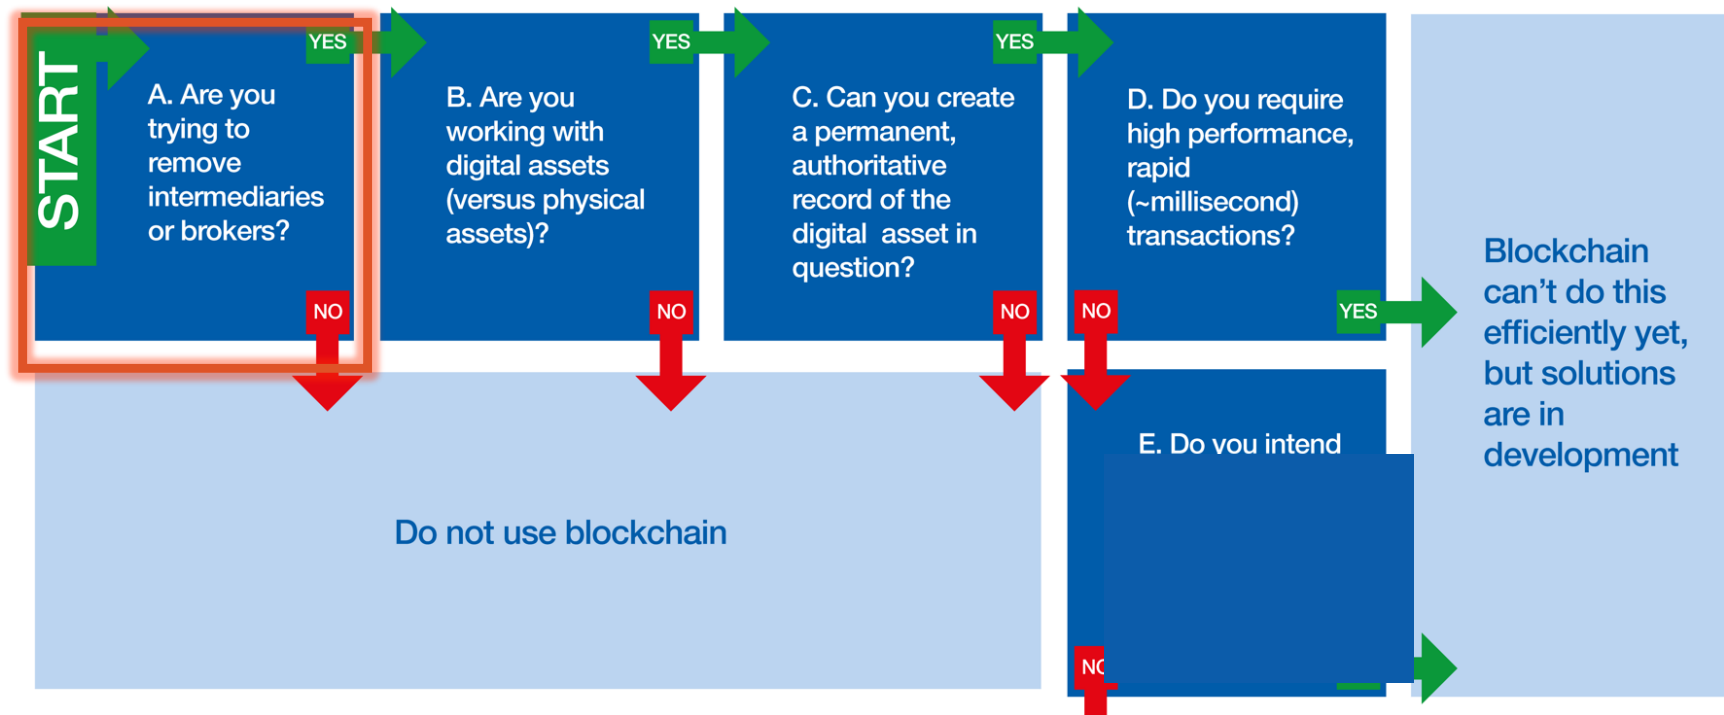 START
A. Are you
trying to
remove
intermediaries
or brokers?
YES
NO
B. Are you
working with
digital assets
(versus physical
assets)?
YES
NO
C. Can you create
a permanent,
authoritative
record of the
digital asset in
question?
YES
NO
D. Do you require
high performance,
rapid
(~millisecond)
transactions?
NO
YES
Blockchain
can't do this
efficiently yet,
but solutions
are in
development
Do not use blockchain
E. Do you intend
NO